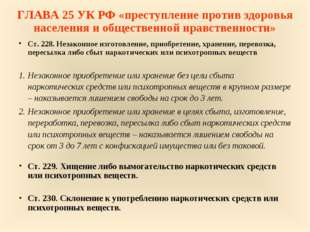 ГЛАВА 25 УК РФ «преступление против здоровья
населения и общественной нравственности»
• Ст. 228. Незаконное изготовление, приобретение, хранение, перевозка,
пересылка либо сбыт наркотических или психотропных веществ
1. Незаконное приобретение или хранение без цели сбыта
наркотических средств или психотропных веществ в крупном размере
– наказывается лишением свободы на срок до 3 лет.
2. Незаконное приобретение или хранение в целях сбыта, изготовление,
переработка, перевозка, пересылка либо сбыт наркотических средств
или психотропных веществ – наказывается лишением свободы на
срок от 3 до 7 лет с конфискацией имущества или без таковой.
• Ст. 229. Хищение либо вымогательство наркотических средств
или психотропных веществ.
• Ст. 230. Склонение к употреблению наркотических средств или
психотропных веществ.